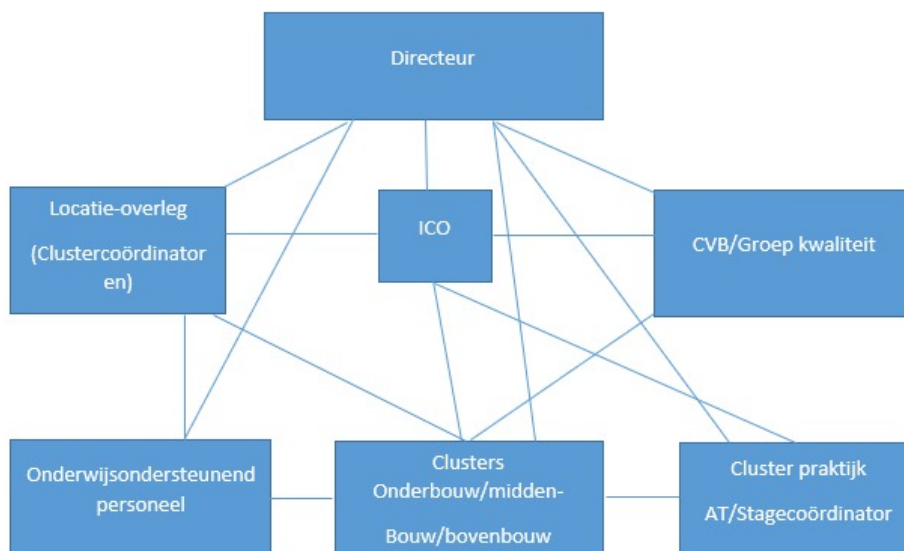 Directeur
Locatie-overleg
(Clustercoördinator
en)
ICO
CVB/Groep kwaliteit
Onderwijsondersteunend
personeel
Clusters
Onderbouw/midden-
Bouw/bovenbouw
Cluster praktijk
AT/Stagecoördinator